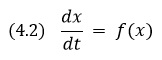 (4.2) dx/dt = f(x)